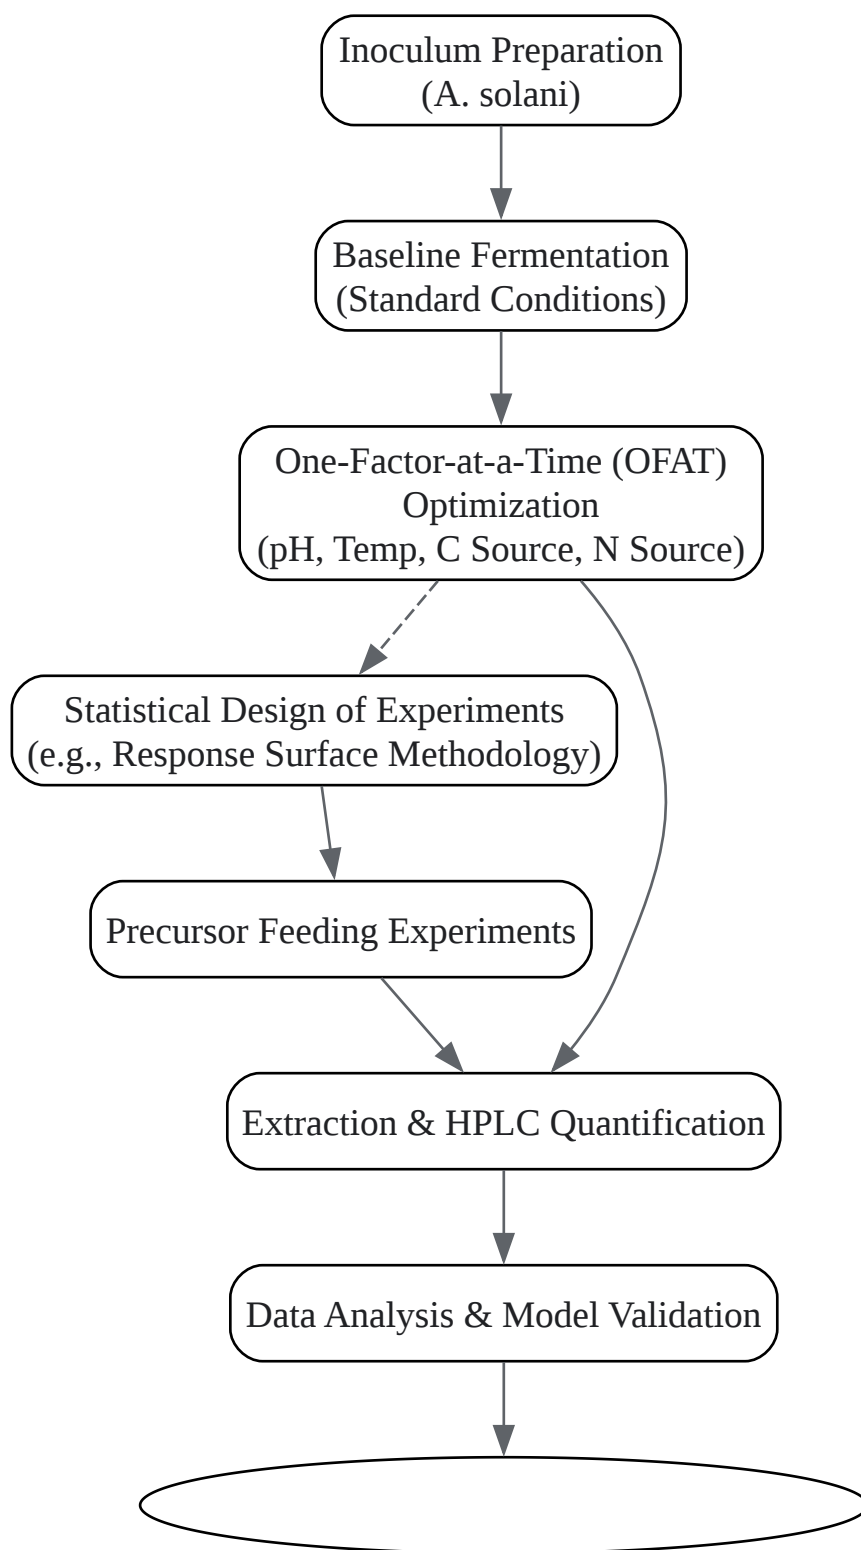 Inoculum Preparation
(A. solani)
Baseline Fermentation
(Standard Conditions)
One-Factor-at-a-Time (OFAT)
Optimization
(pH, Temp, C Source, N Source)
Statistical Design of Experiments
(e.g., Response Surface Methodology)
Precursor Feeding Experiments
Extraction & HPLC Quantification
Data Analysis & Model Validation